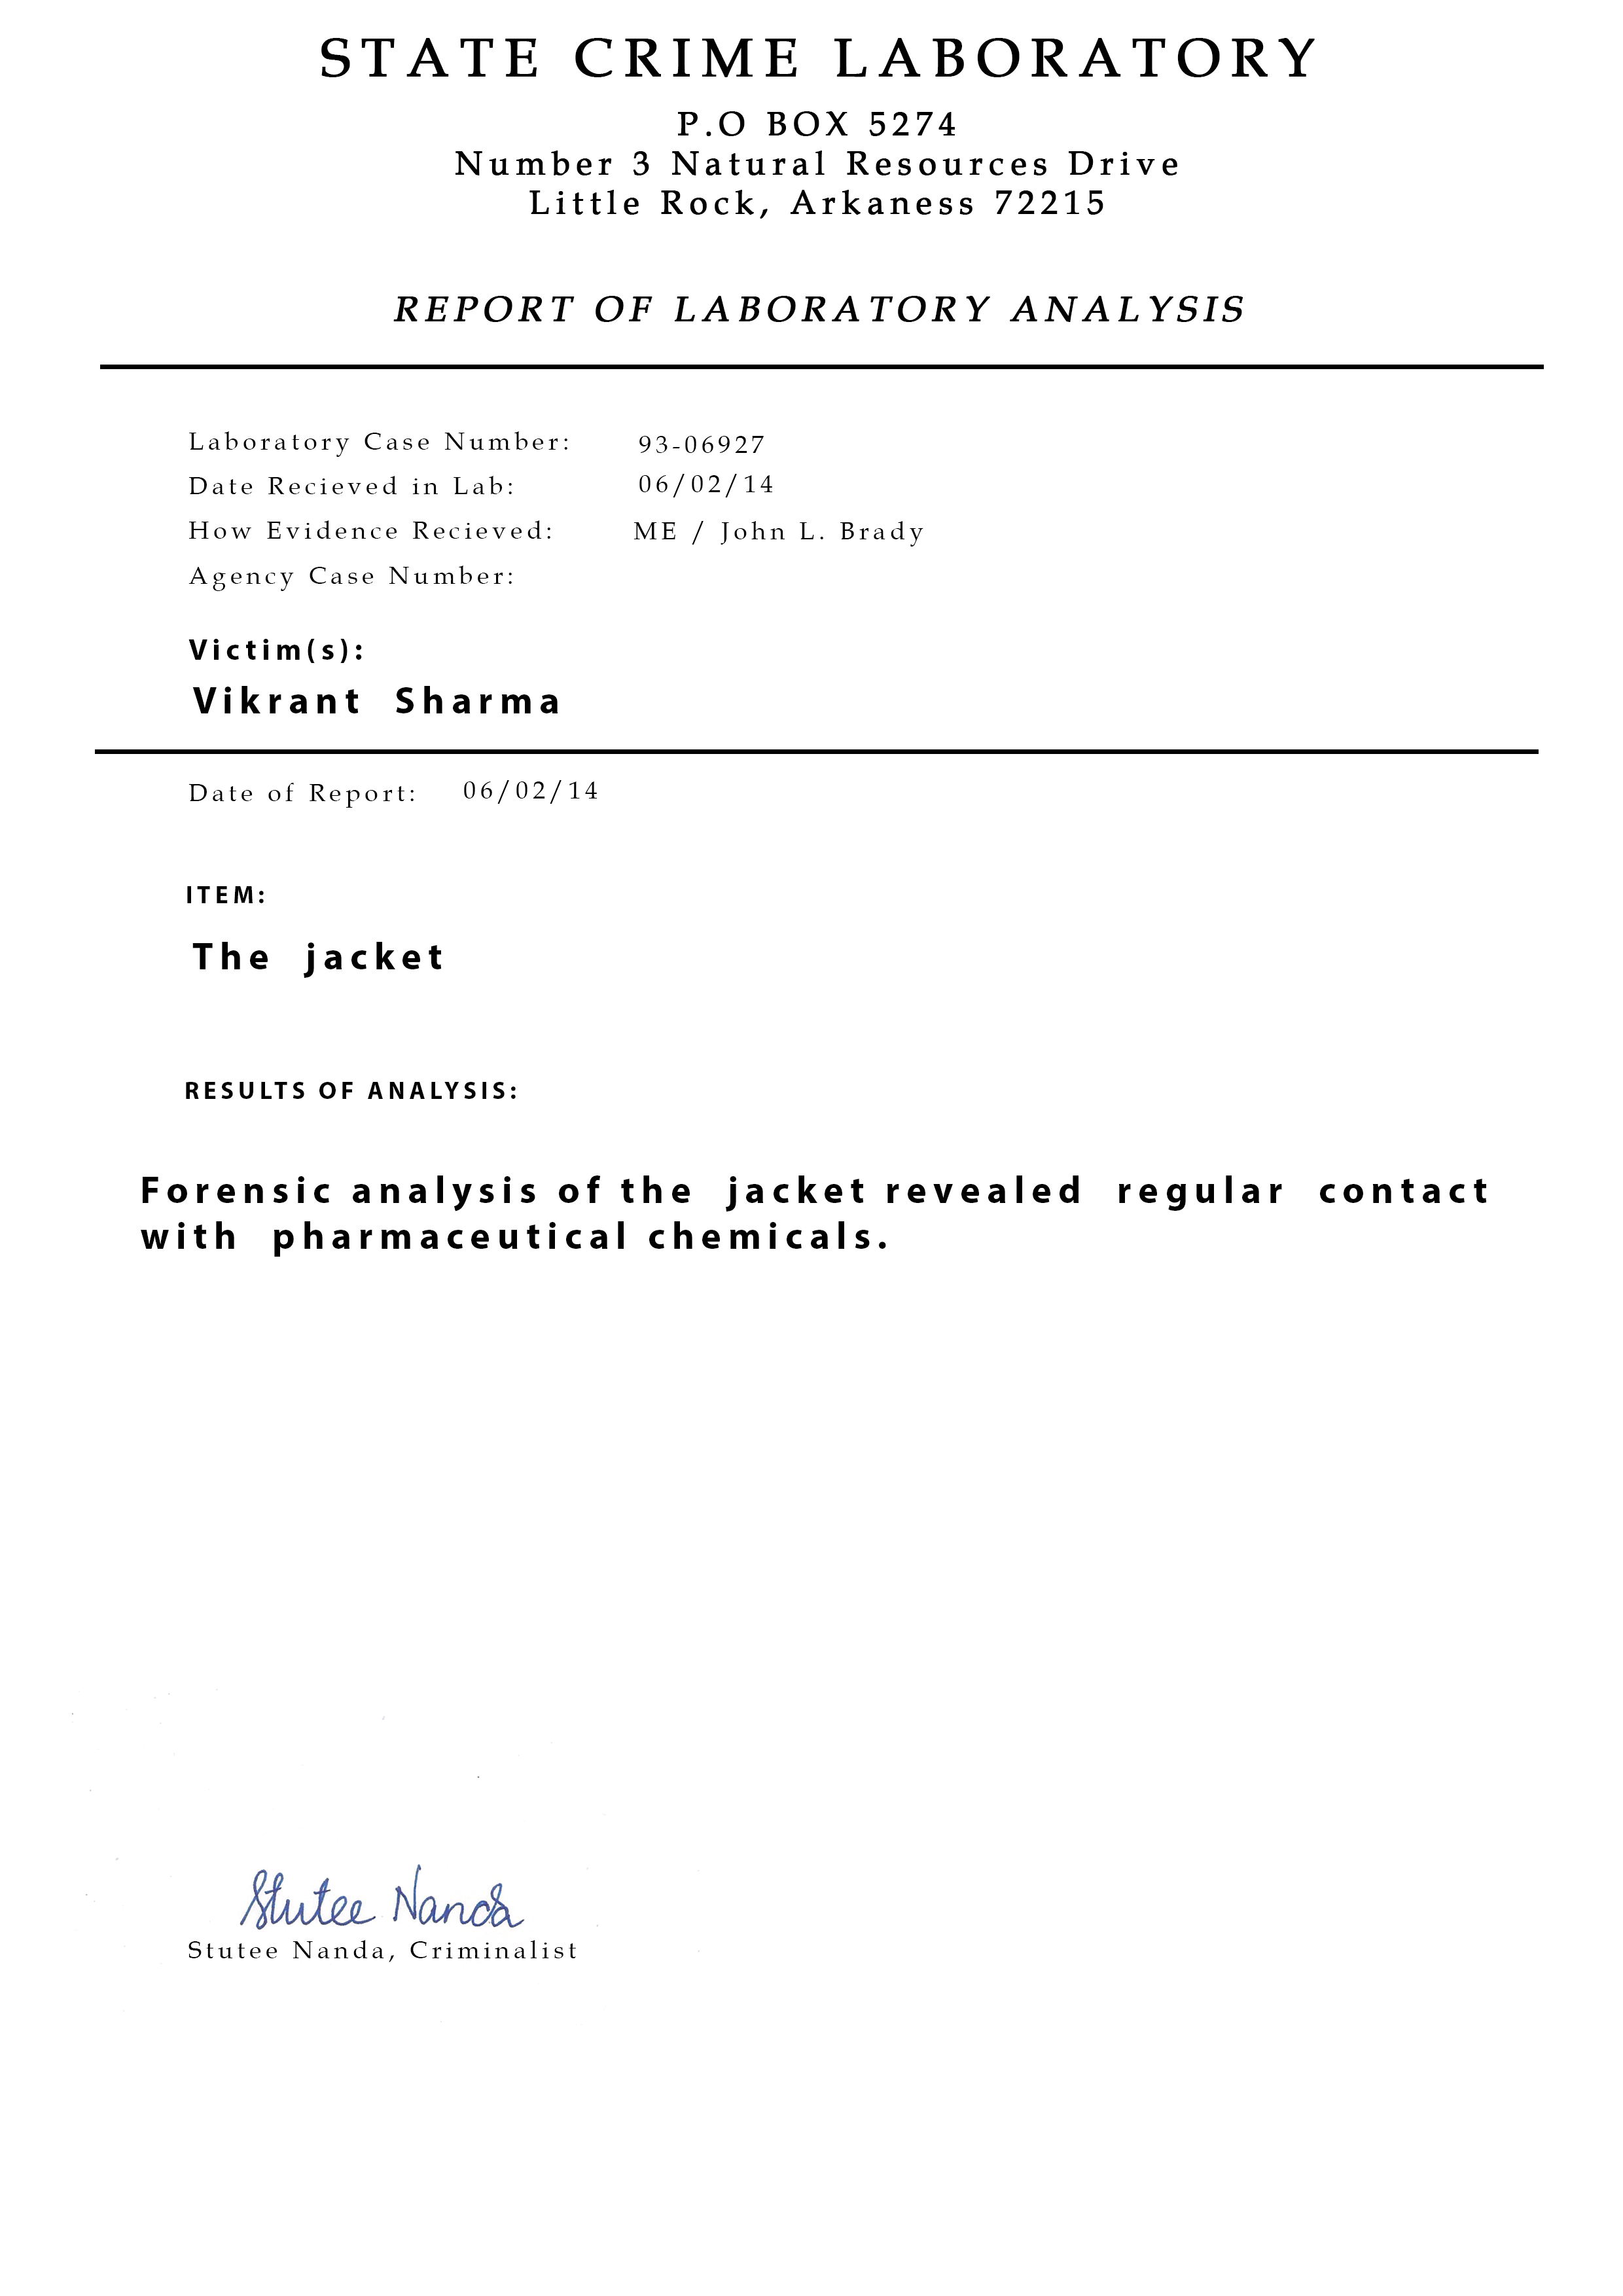 STATE CRIME LABORATORY
P.O BOX 5274
Number 3 Natural Resources Drive
Little Rock, Arkaness 72215
REPORT OF LABORATORY ANALYSIS
Laboratory Case Number: 93-06927
Date Recieved in Lab: 06/02/14
How Evidence Recieved: ME / John L. Brady
Agency Case Number:
Victim(s):
Vikrant Sharma
Date of Report: 06/02/14
ITEM:
The jacket
RESULTS OF ANALYSIS:
Forensic analysis of the jacket revealed regular contact
with pharmaceutical chemicals.
Stutee Nanda
Stutee Nanda, Criminalist